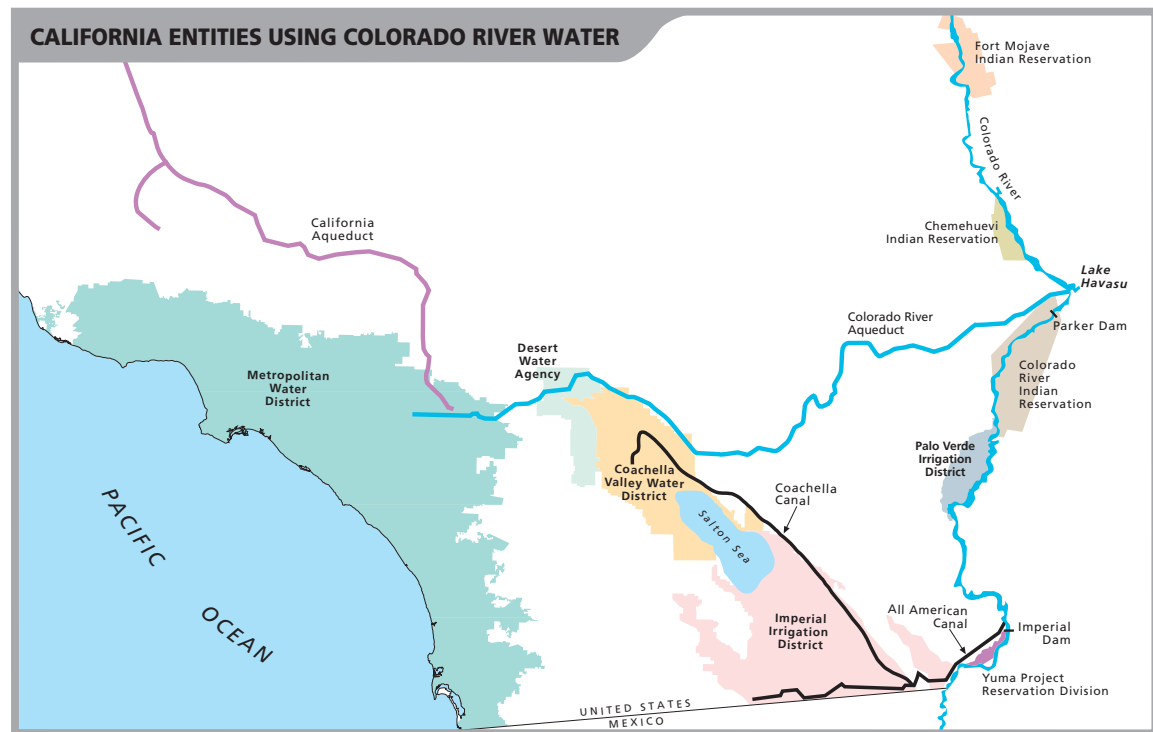 CALIFORNIA ENTITIES USING COLORADO RIVER WATER
Fort Mojave
Indian Reservation
Colorado River
California
Aqueduct
Chemehuevi
Indian Reservation
Lake
Havasu
Colorado River
Aqueduct
Parker Dam
Desert
Water
Agency
Metropolitan
Water
District
Colorado
River
Indian
Reservation
Palo Verde
Irrigation
District
Coachella
Valley Water
District
Coachella
Canal
Salton Sea
PACIFIC
OCEAN
All American
Canal
Imperial
Dam
Imperial
Irrigation
District
Yuma Project
Reservation Division
UNITED STATES
MEXICO